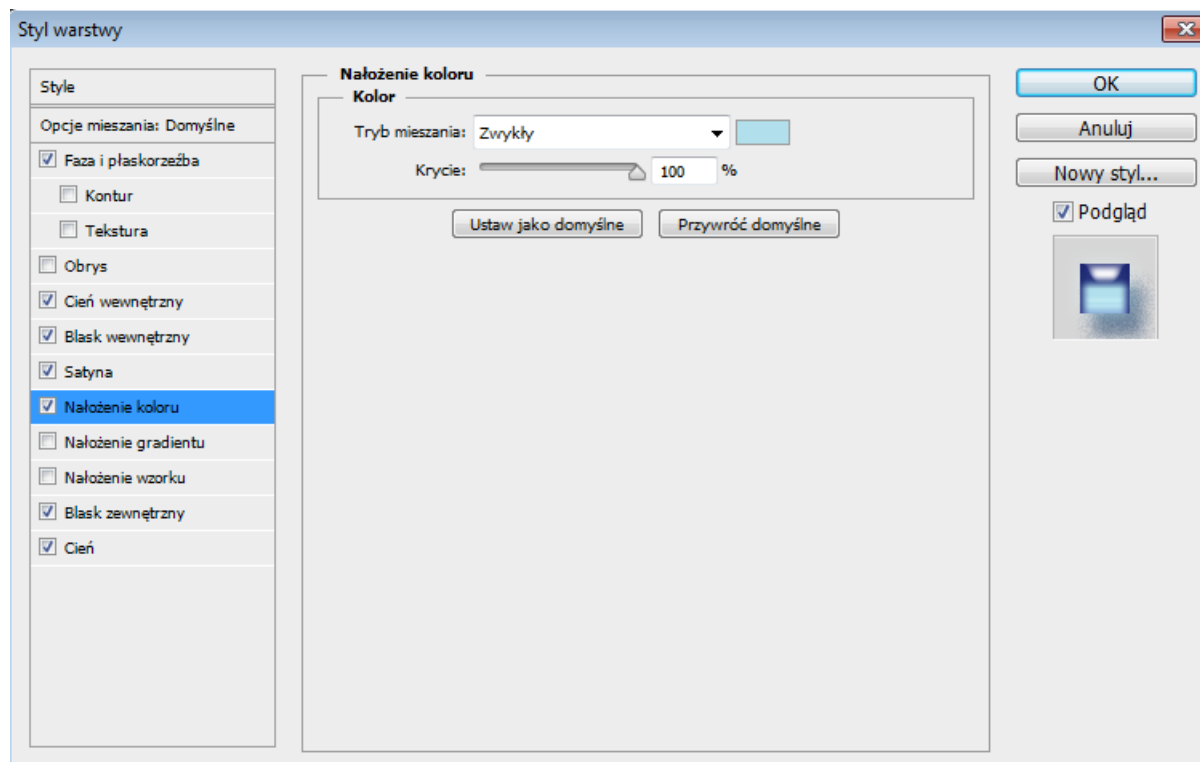 Styl warstwy
Style
Opcje mieszania: Domyślne
Faza i płaskorzeźba
Kontur
Tekstura
Obrys
Cień wewnętrzny
Blask wewnętrzny
Satyna
Nałożenie koloru
Nałożenie gradientu
Nałożenie wzorku
Blask zewnętrzny
Cień
Nałożenie koloru
Kolor
Tryb mieszania: Zwykły
Krycie: 100 %
Ustaw jako domyślne Przywróć domyślne
OK
Anuluj
Nowy styl...
Podgląd